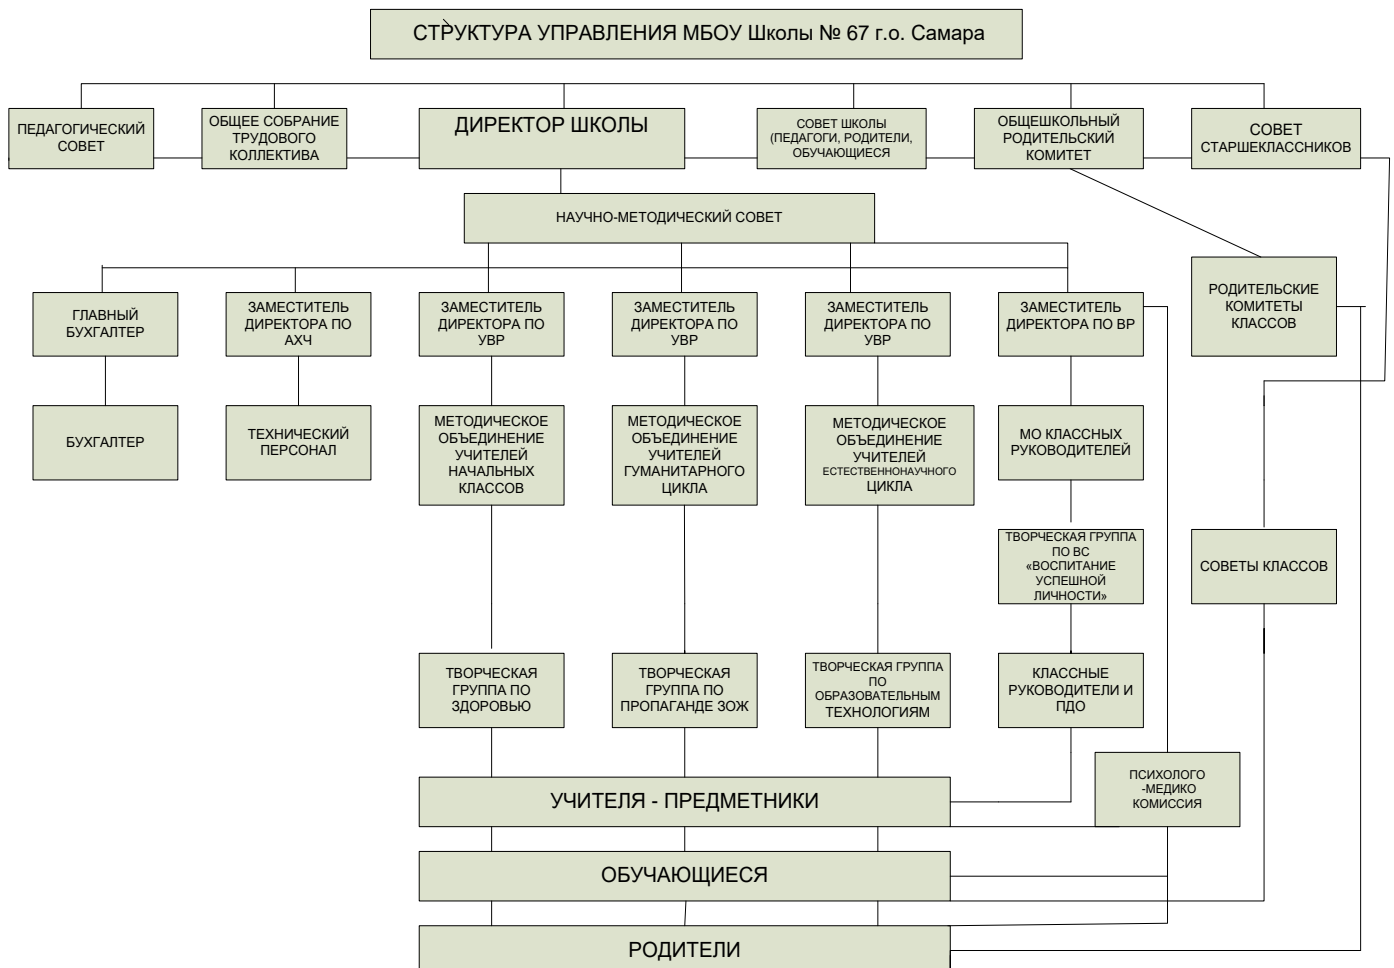 СТРУКТУРА УПРАВЛЕНИЯ МБОУ Школы № 67 г.о. Самара
ПЕДАГОГИЧЕСКИЙ
СОВЕТ
ОБЩЕЕ СОБРАНИЕ
ТРУДОВОГО
КОЛЛЕКТИВА
ДИРЕКТОР ШКОЛЫ
СОВЕТ ШКОЛЫ
(ПЕДАГОГИ, РОДИТЕЛИ,
ОБУЧАЮЩИЕСЯ
ОБЩЕШКОЛЬНЫЙ
РОДИТЕЛЬСКИЙ
КОМИТЕТ
СОВЕТ
СТАРШЕКЛАССНИКОВ
НАУЧНО-МЕТОДИЧЕСКИЙ СОВЕТ
ГЛАВНЫЙ
БУХГАЛТЕР
ЗАМЕСТИТЕЛЬ
ДИРЕКТОРА ПО
АХЧ
ЗАМЕСТИТЕЛЬ
ДИРЕКТОРА ПО
УВР
ЗАМЕСТИТЕЛЬ
ДИРЕКТОРА ПО
УВР
ЗАМЕСТИТЕЛЬ
ДИРЕКТОРА ПО
УВР
ЗАМЕСТИТЕЛЬ
ДИРЕКТОРА ПО ВР
РОДИТЕЛЬСКИЕ
КОМИТЕТЫ
КЛАССОВ
БУХГАЛТЕР
ТЕХНИЧЕСКИЙ
ПЕРСОНАЛ
МЕТОДИЧЕСКОЕ
ОБЪЕДИНЕНИЕ
УЧИТЕЛЕЙ
НАЧАЛЬНЫХ
КЛАССОВ
МЕТОДИЧЕСКОЕ
ОБЪЕДИНЕНИЕ
УЧИТЕЛЕЙ
ГУМАНИТАРНОГО
ЦИКЛА
МЕТОДИЧЕСКОЕ
ОБЪЕДИНЕНИЕ
УЧИТЕЛЕЙ
ЕСТЕСТВЕННОНАУЧНОГО
ЦИКЛА
МО КЛАССНЫХ
РУКОВОДИТЕЛЕЙ
ТВОРЧЕСКАЯ ГРУППА
ПО ВС
«ВОСПИТАНИЕ
УСПЕШНОЙ
ЛИЧНОСТИ»
СОВЕТЫ КЛАССОВ
ТВОРЧЕСКАЯ
ГРУППА ПО
ЗДОРОВЬЮ
ТВОРЧЕСКАЯ
ГРУППА ПО
ПРОПАГАНДЕ ЗОЖ
ТВОРЧЕСКАЯ ГРУППА
ПО
ОБРАЗОВАТЕЛЬНЫМ
ТЕХНОЛОГИЯМ
КЛАССНЫЕ
РУКОВОДИТЕЛИ И
ПДО
ПСИХОЛОГО
-МЕДИКО
КОМИССИЯ
УЧИТЕЛЯ - ПРЕДМЕТНИКИ
ОБУЧАЮЩИЕСЯ
РОДИТЕЛИ